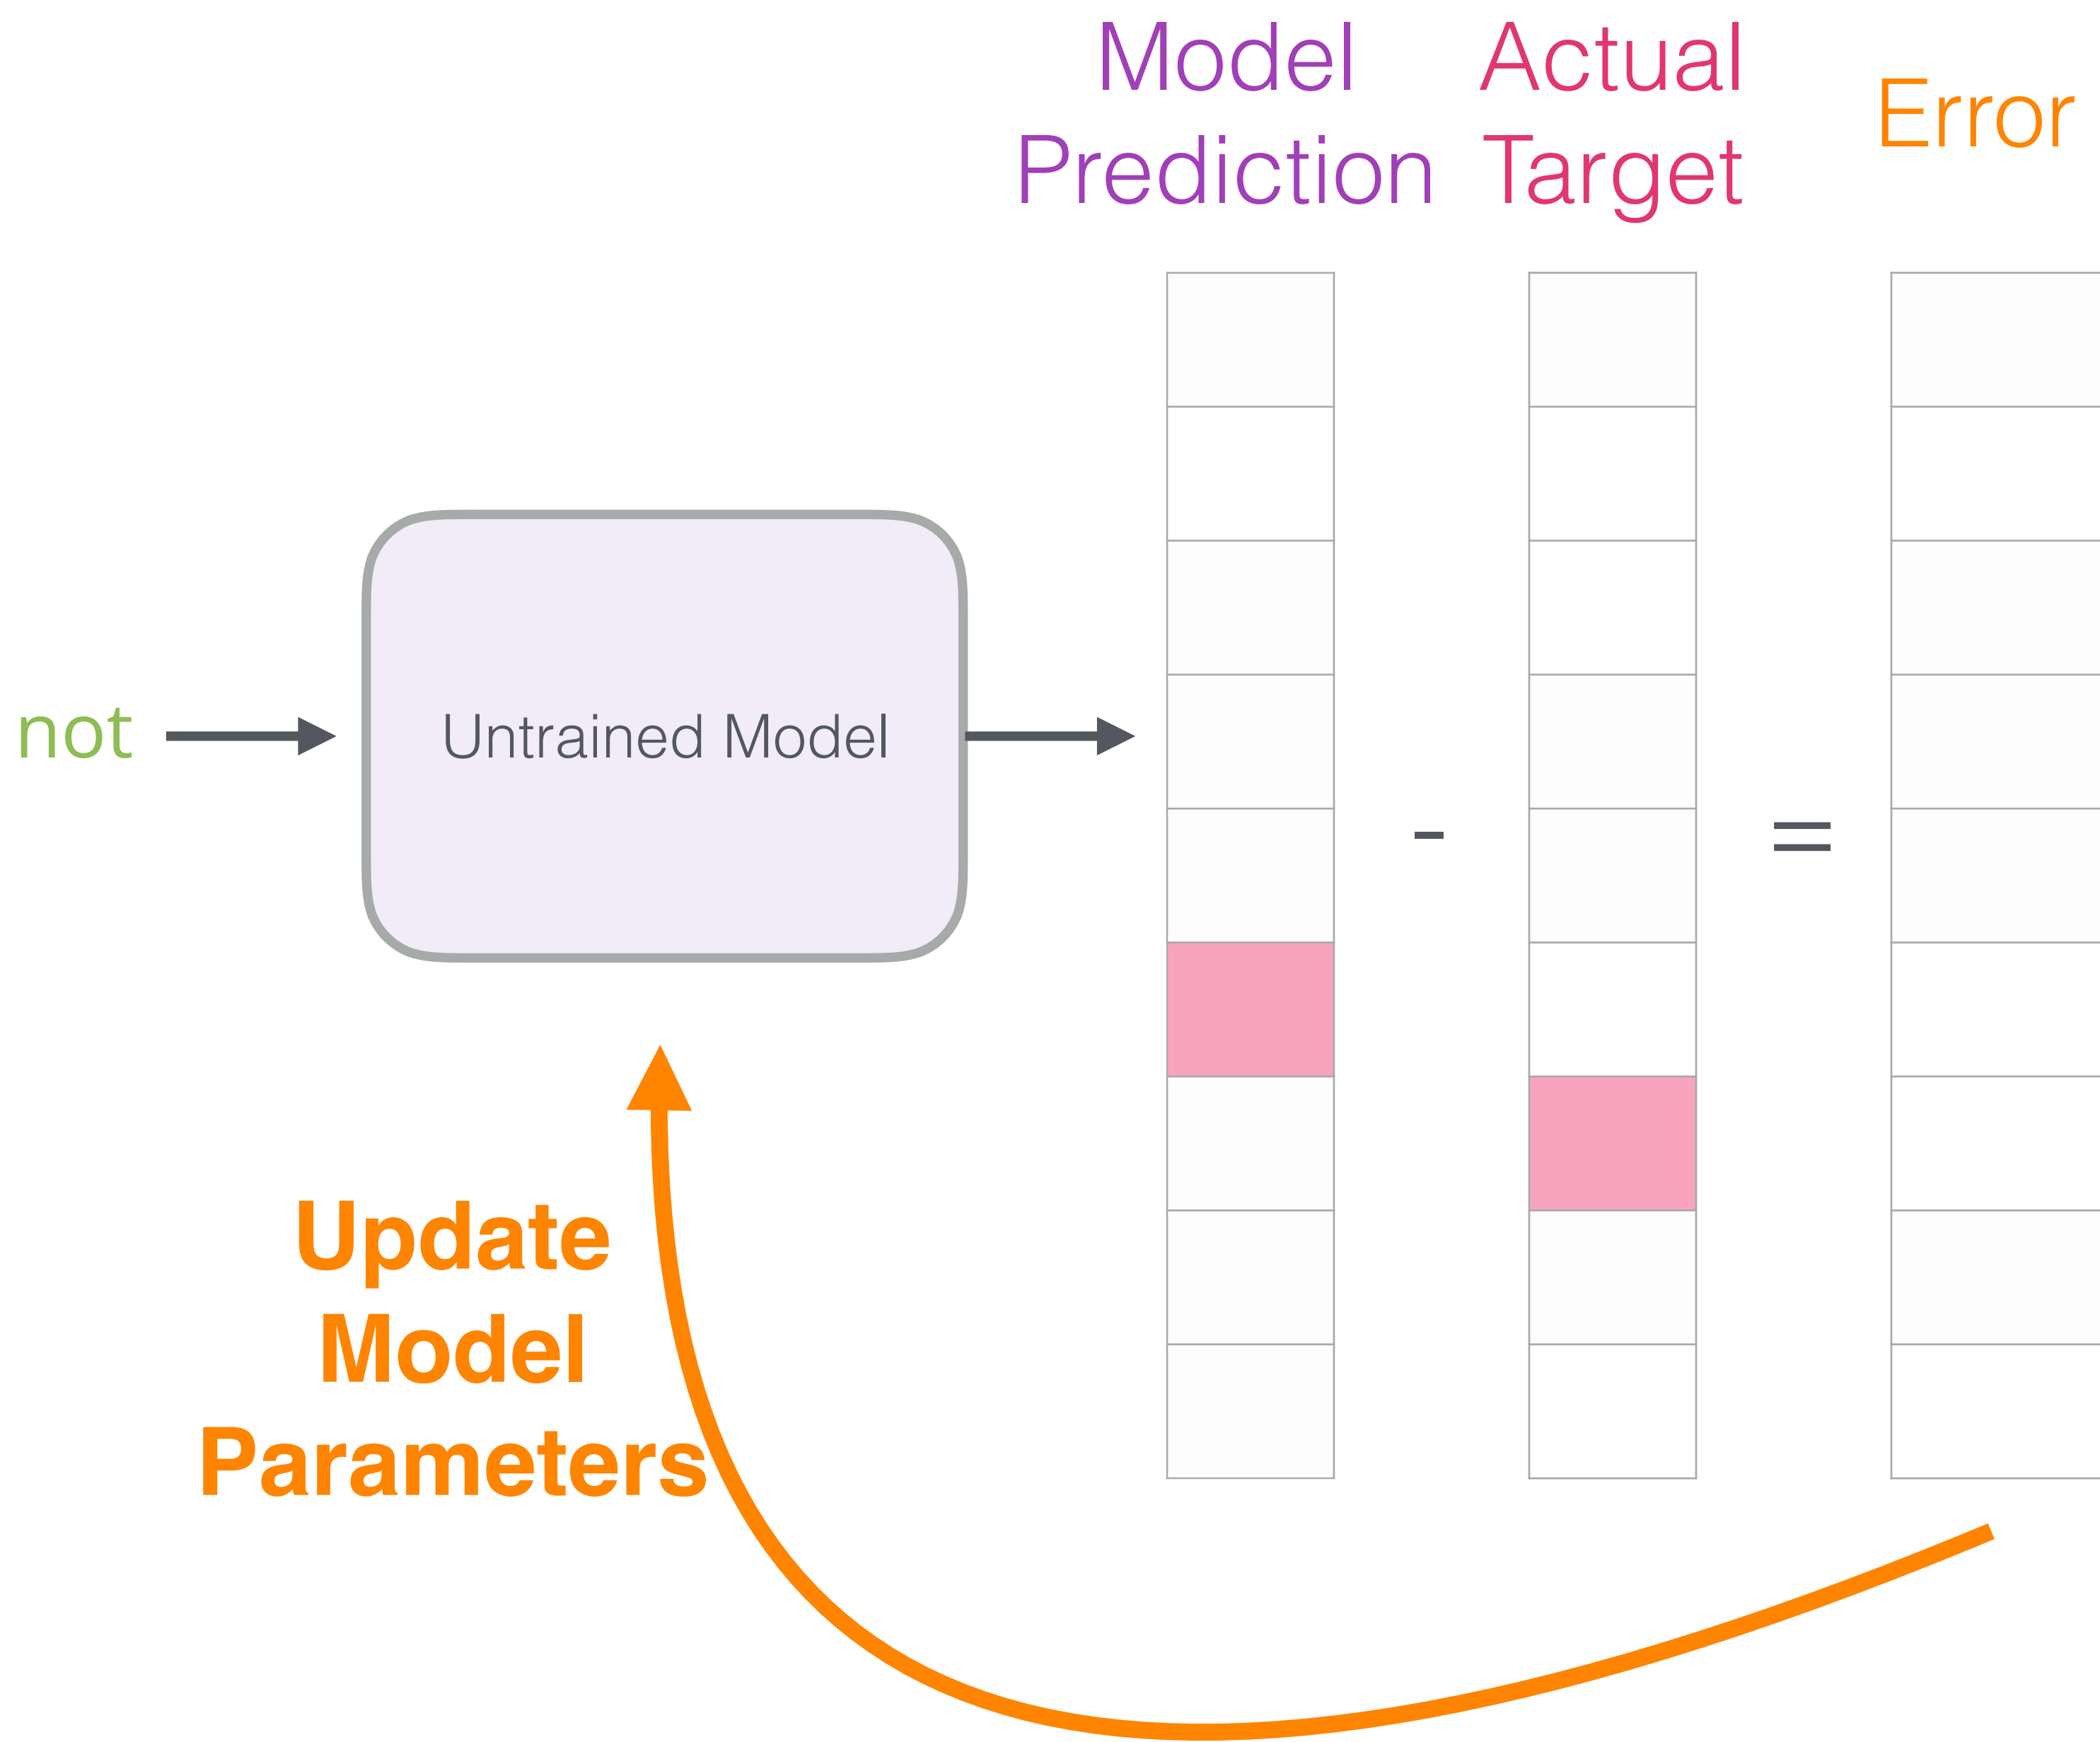 Model
Prediction
Actual
Target
Error
not
Untrained Model
-
=
Update
Model
Parameters